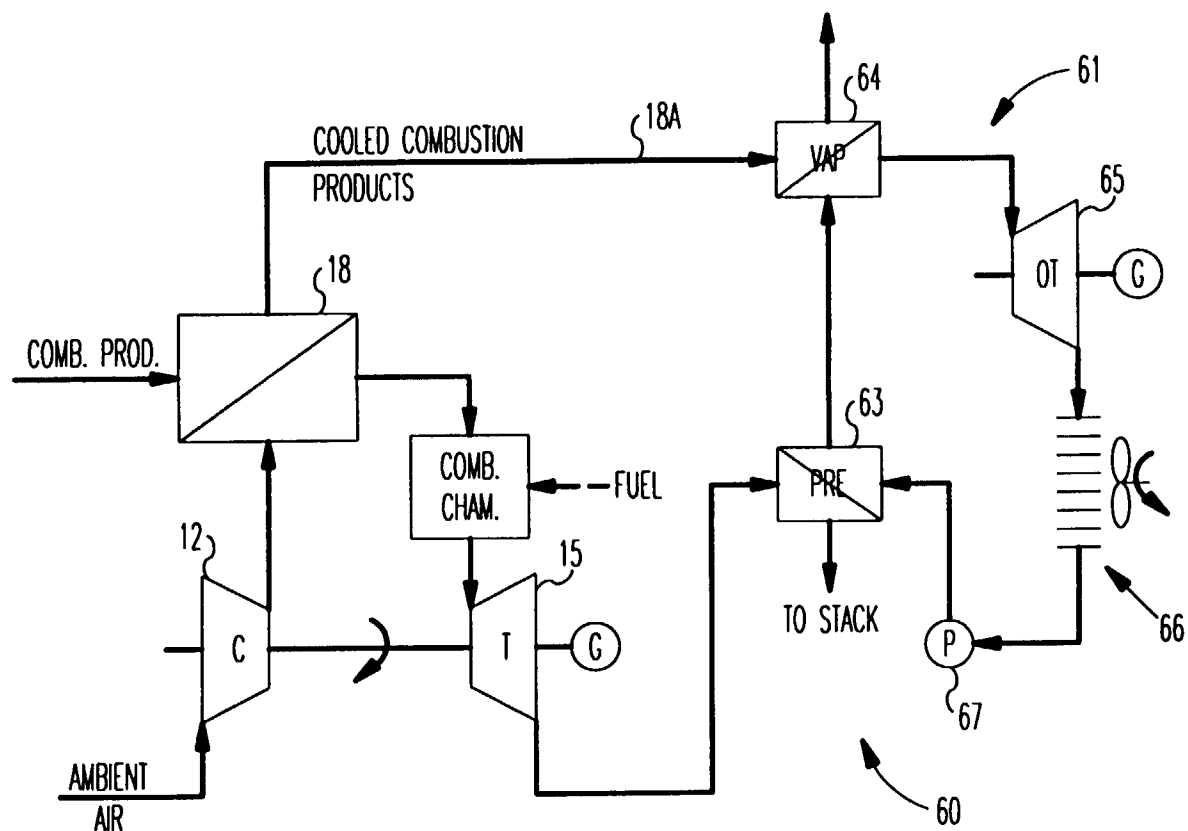 61
64
18A
COOLED COMBUSTION
PRODUCTS
VAP
65
OT
G
18
COMB. PROD.
63
COMB.
CHAM.
FUEL
PRE
12
15
TO STACK
66
C
T
G
P
67
AMBIENT
AIR
60